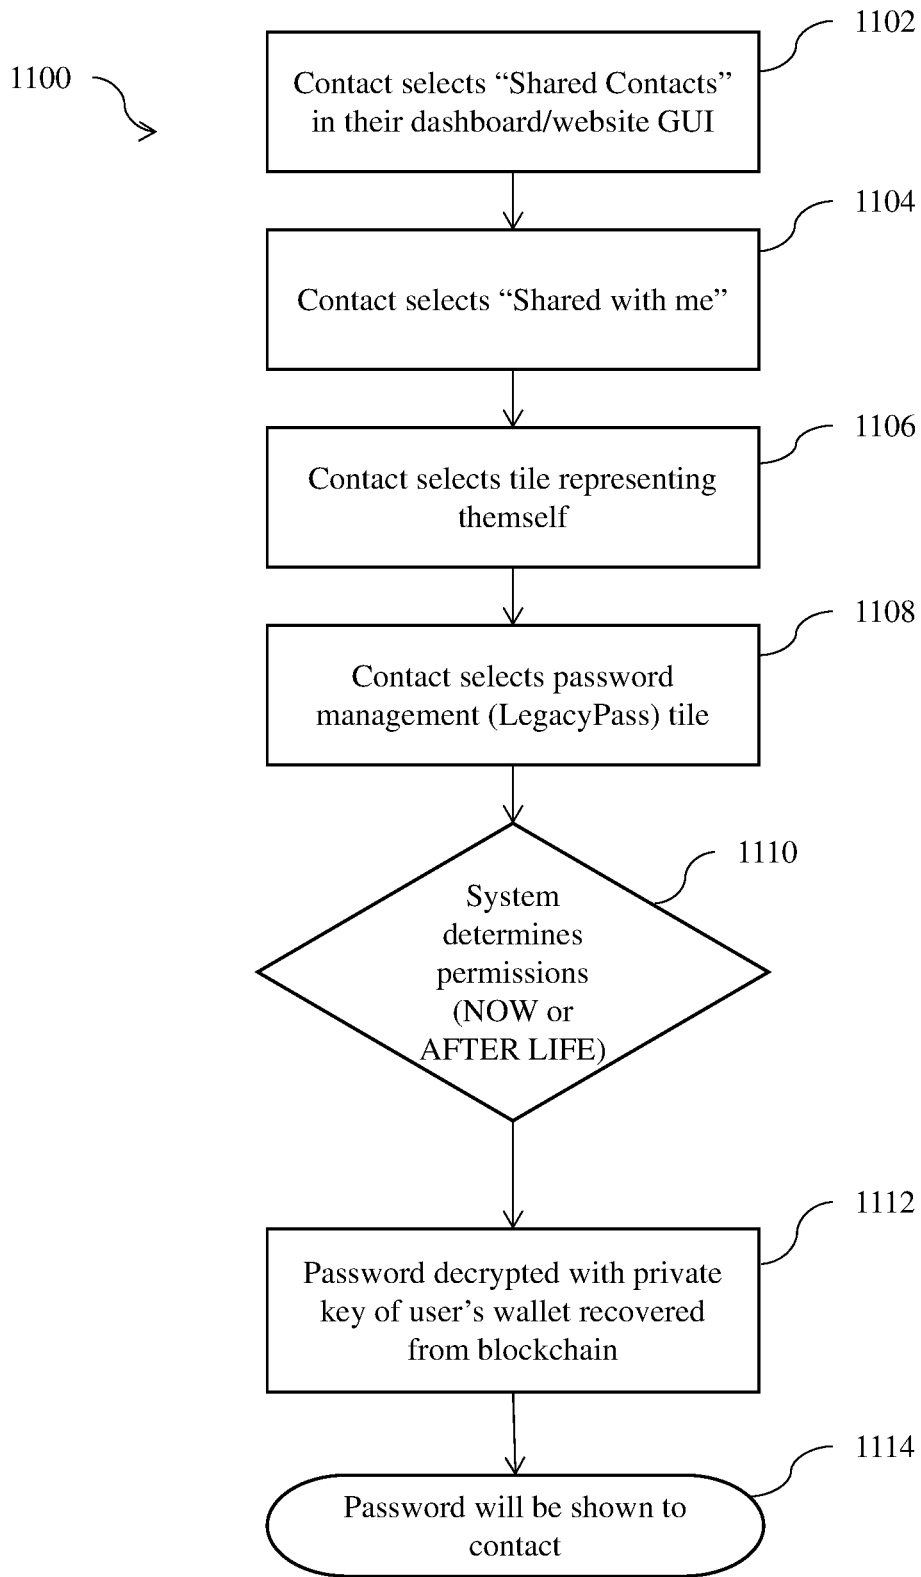 1102
1100
Contact selects “Shared Contacts”
in their dashboard/website GUI
1104
Contact selects “Shared with me”
1106
Contact selects tile representing
themself
1108
Contact selects password
management (LegacyPass) tile
1110
System
determines
permissions
(NOW or
AFTER LIFE)
1112
Password decrypted with private
key of user’s wallet recovered
from blockchain
1114
Password will be shown to
contact